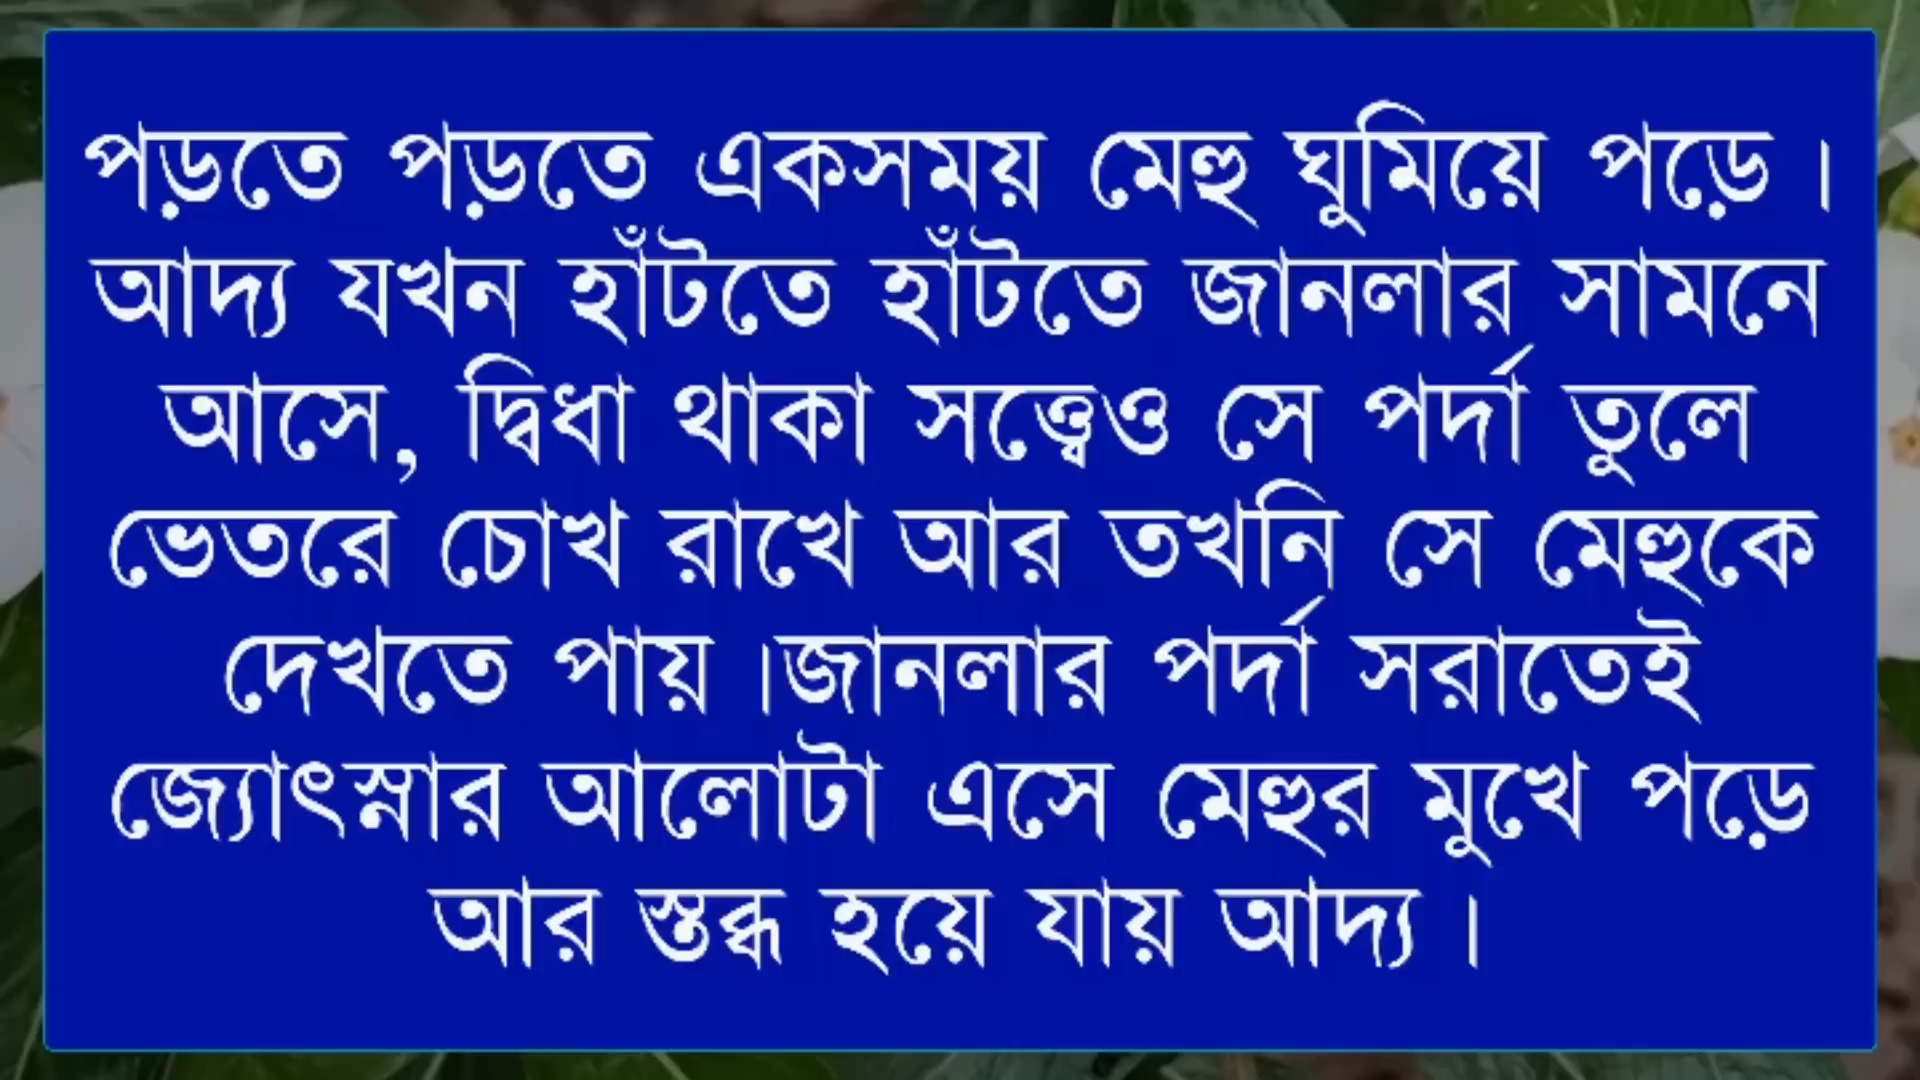 পড়তে পড়তে একসময় মেহু ঘুমিয়ে পড়ে ।
আদ্য যখন হাঁটতে হাঁটতে জানলার সামনে
আসে, দ্বিধা থাকা সত্ত্বেও সে পর্দা তুলে
ভেতরে চোখ রাখে আর তখনি সে মেহুকে
দেখতে পায় ।জানলার পর্দা সরাতেই
জ্যোৎস্নার আলোটা এসে মেহুর মুখে পড়ে
আর স্তব্ধ হয়ে যায় আদ্য ।